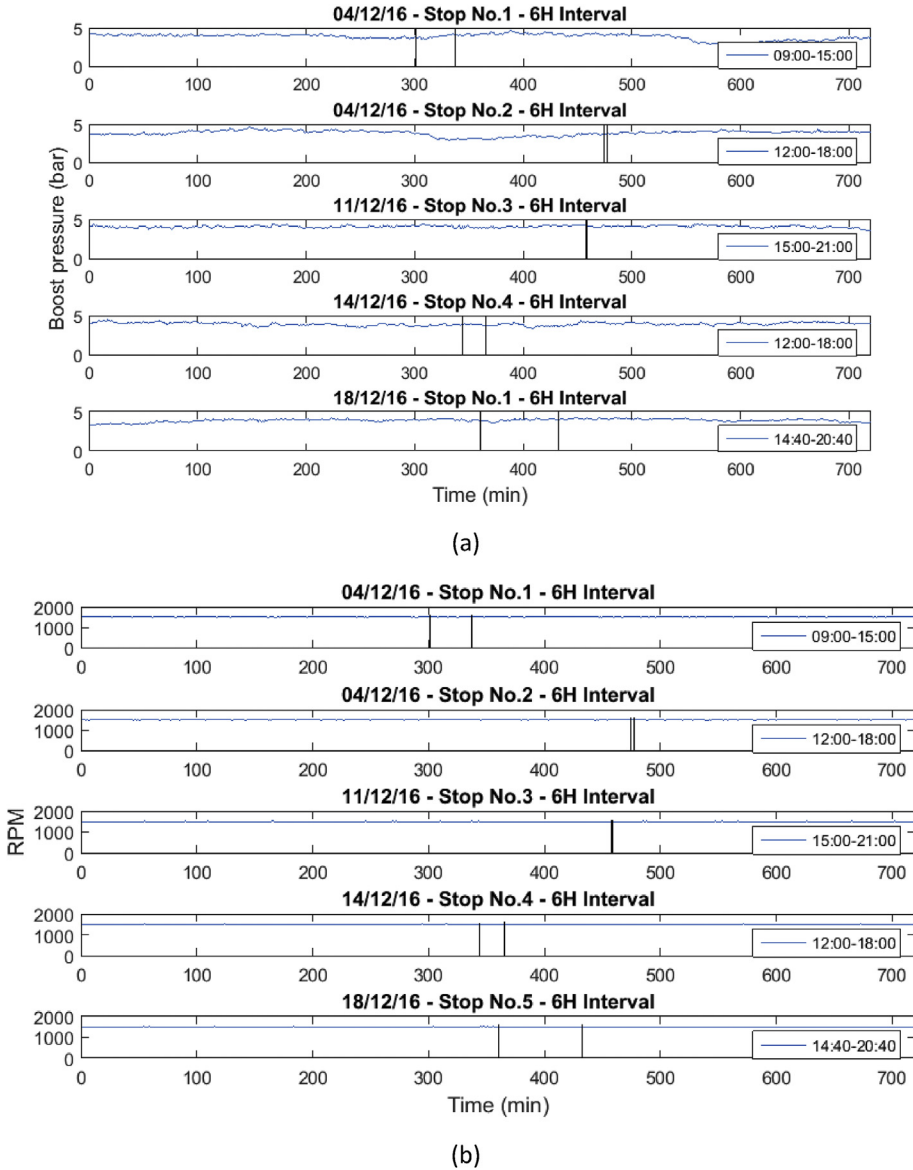 04/12/16 - Stop No.1 - 6H Interval
5
0
09:00-15:00
0 100 200 300 400 500 600 700
04/12/16 - Stop No.2 - 6H Interval
5
0
12:00-18:00
0 100 200 300 400 500 600 700
11/12/16 - Stop No.3 - 6H Interval
5
0
15:00-21:00
0 100 200 300 400 500 600 700
14/12/16 - Stop No.4 - 6H Interval
5
0
12:00-18:00
0 100 200 300 400 500 600 700
18/12/16 - Stop No.1 - 6H Interval
5
0
14:40-20:40
0 100 200 300 400 500 600 700
Boost pressure (bar)
Time (min)
(a)
04/12/16 - Stop No.1 - 6H Interval
2000
1000
0
09:00-15:00
0 100 200 300 400 500 600 700
04/12/16 - Stop No.2 - 6H Interval
2000
1000
0
12:00-18:00
0 100 200 300 400 500 600 700
11/12/16 - Stop No.3 - 6H Interval
2000
1000
0
15:00-21:00
0 100 200 300 400 500 600 700
14/12/16 - Stop No.4 - 6H Interval
2000
1000
0
12:00-18:00
0 100 200 300 400 500 600 700
18/12/16 - Stop No.5 - 6H Interval
2000
1000
0
14:40-20:40
0 100 200 300 400 500 600 700
RPM
Time (min)
(b)